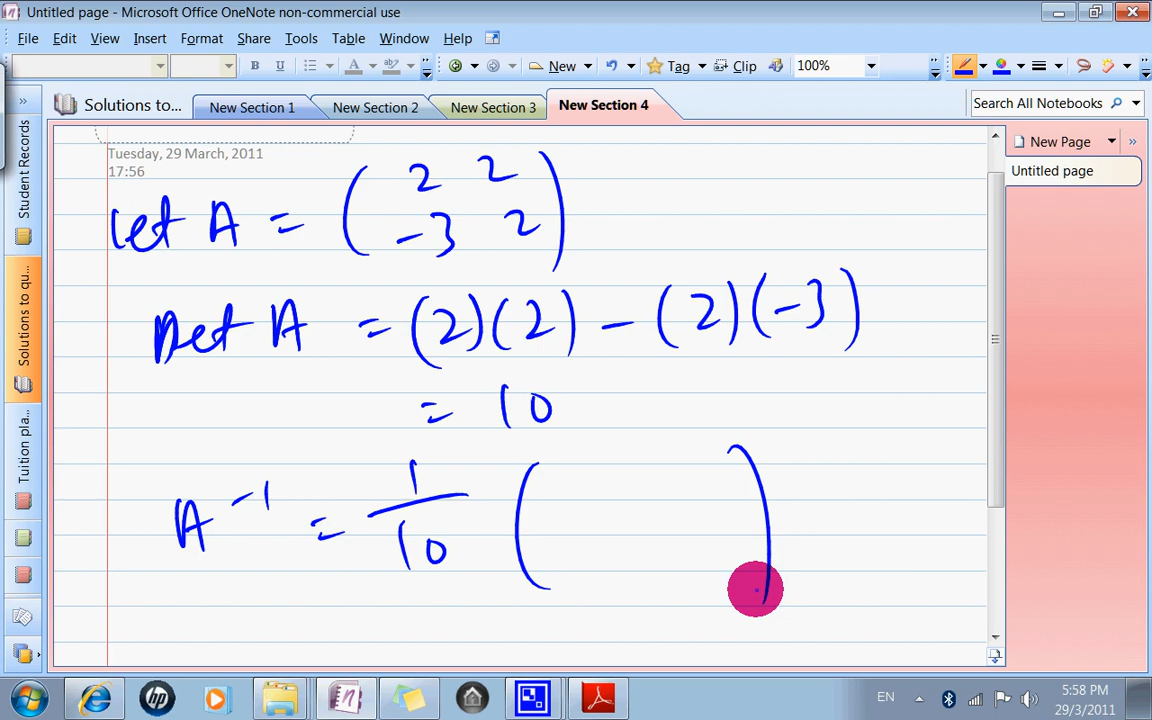 Untitled page - Microsoft Office OneNote non-commercial use
File Edit View Insert Format Share Tools Table Window Help
B U A ab New Tag Clip 100%
Solutions to... New Section 1 New Section 2 New Section 3 New Section 4 Search All Notebooks
New Page
Untitled page
Student Records
Solutions to qu...
Tuition pla...
Tuesday, 29 March, 2011
17:56
Let A = ( 2 2
-3 2 )
Det A = (2)(2) - (2)(-3)
= 10
A⁻¹ = 1/10 ( )
hp
EN 5:58 PM
29/3/2011